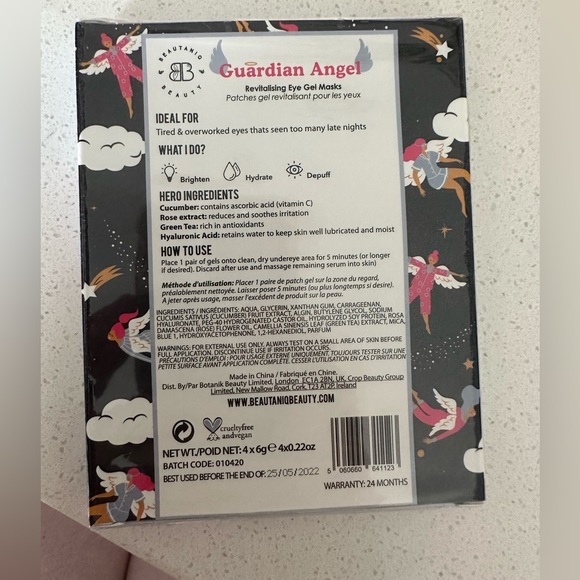 BEAUTANIQ
BEAUTY
Guardian Angel
Revitalising Eye Gel Masks
Patches gel revitalisant pour les yeux
IDEAL FOR
Tired & overworked eyes thats seen too many late nights
WHAT I DO?
Brighten Hydrate Depuff
HERO INGREDIENTS
Cucumber: contains ascorbic acid (vitamin C)
Rose extract: reduces and soothes irritation
Green Tea: rich in antioxidants
Hyaluronic Acid: retains water to keep skin well lubricated and moist
HOW TO USE
Place 1 pair of gels onto clean, dry undereye area for 5 minutes (or longer
if desired). Discard after use and massage remaining serum into skin)
Méthode d'utilisation: Placez 1 paire de patch gel sur la zone du regard,
préalablement nettoyée. Laisser poser 5 minutes (ou plus longtemps si desiré).
A jeter après usage, masser l'excédent de produit sur la peau.
INGREDIENTS / INGRÉDIENTS: AQUA, GLYCERIN, XANTHAN GUM, CARRAGEENAN,
CUCUMIS SATIVUS (CUCUMBER) FRUIT EXTRACT, ALGIN, BUTYLENE GLYCOL, SODIUM
HYALURONATE, PEG-40 HYDROGENATED CASTOR OIL, HYDROLYZED SOY PROTEIN, ROSA
DAMASCENA (ROSE) FLOWER OIL, CAMELLIA SINENSIS LEAF (GREEN TEA) EXTRACT, MICA,
BLUE 1, HYDROXYACETOPHENONE, 1,2-HEXANEDIOL, PARFUM
WARNINGS: FOR EXTERNAL USE ONLY. ALWAYS TEST ON A SMALL AREA OF SKIN BEFORE
FULL APPLICATION. DISCONTINUE USE IF IRRITATION OCCURS.
PRÉCAUTIONS D'EMPLOI : POUR USAGE EXTERNE UNIQUEMENT. TOUJOURS TESTER SUR UNE
PETITE SURFACE AVANT APPLICATION COMPLÈTE. CESSER L'UTILISATION EN CAS D'IRRITATION
Made in China / Fabriqué en Chine.
Dist. By/Par Botanik Beauty Limited, London EC1A 2BN, UK, Crop Beauty Group
Limited, New Mallow Road, Cork, T23 AT2P, Ireland
WWW.BEAUTANIQBEAUTY.COM
crueltyfree
andvegan
NET WT./POID NET: 4 x 6g e 4x0.22oz
BATCH CODE: 010420
BEST USED BEFORE THE END OF: 25/05/2022
5 060660 641123
WARRANTY: 24 MONTHS